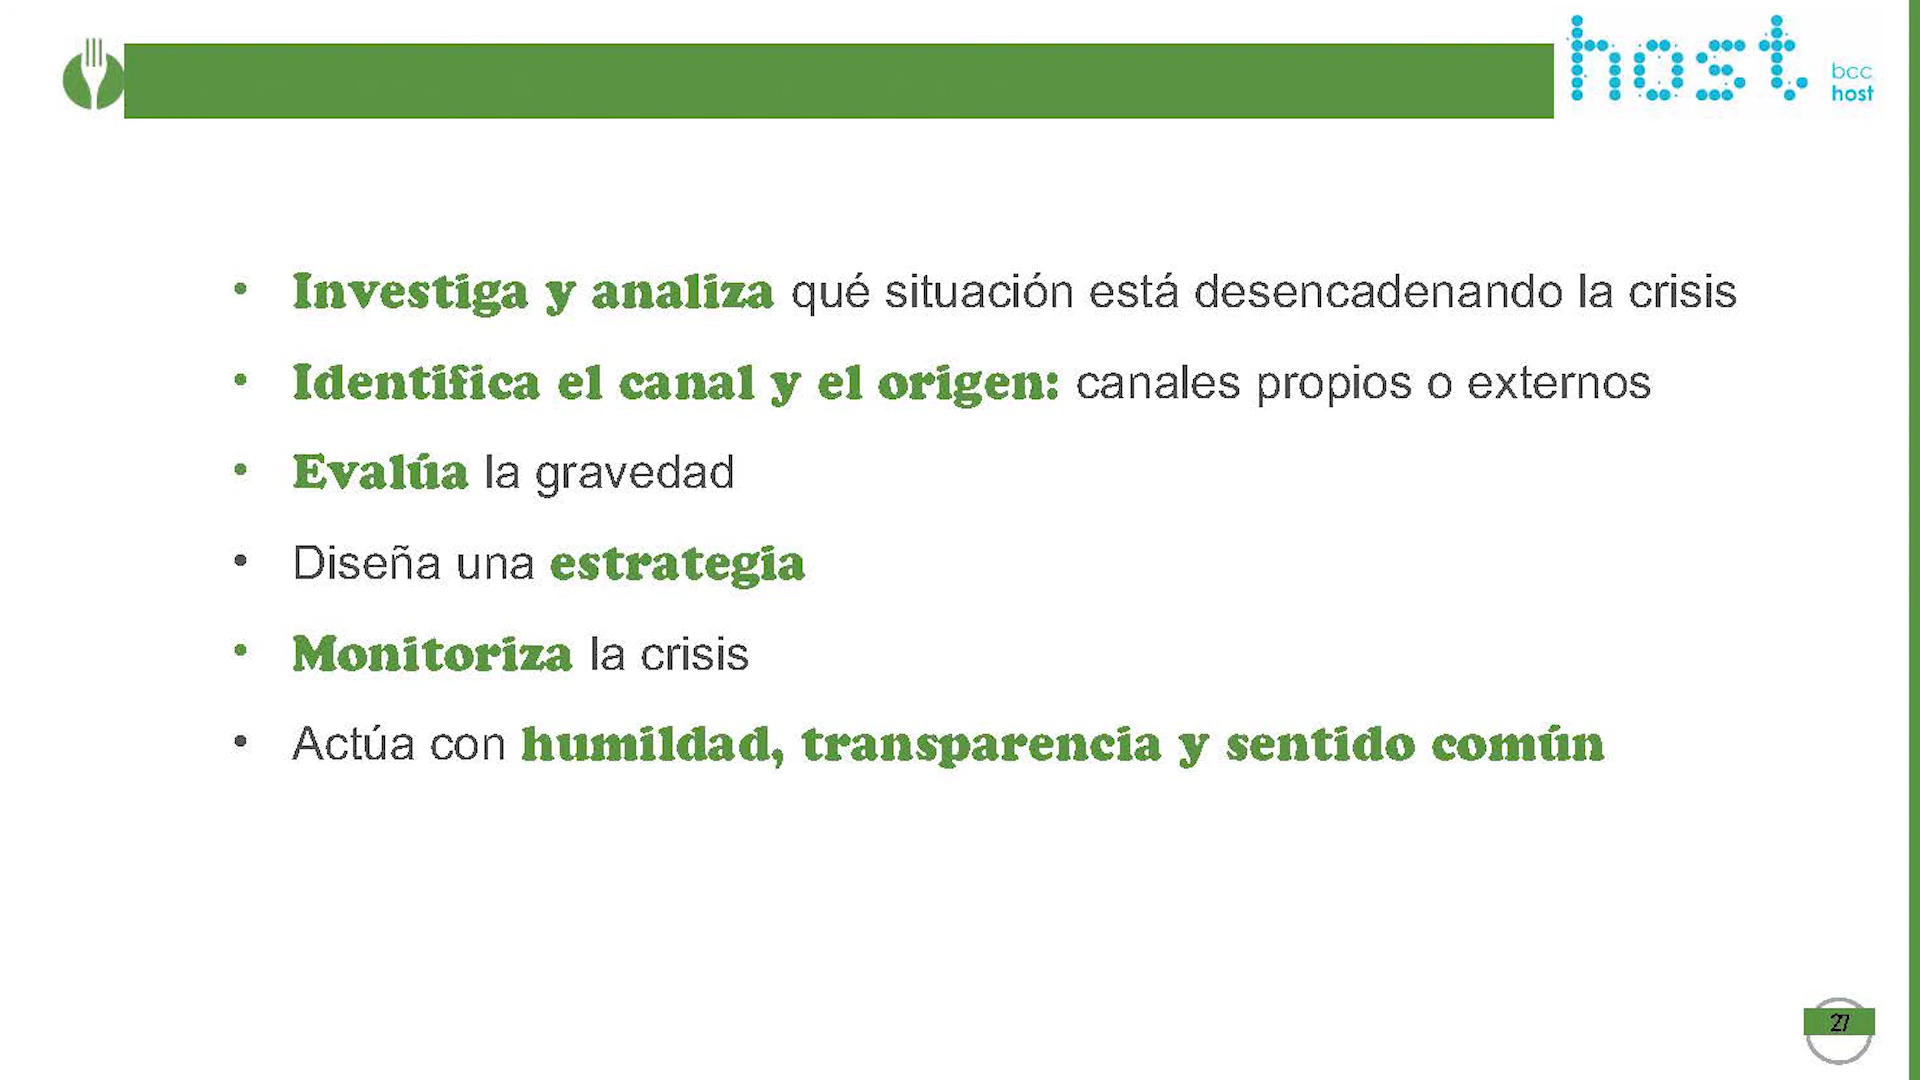 host
bcc
host
• Investiga y analiza qué situación está desencadenando la crisis
• Identifica el canal y el origen: canales propios o externos
• Evalúa la gravedad
• Diseña una estrategia
• Monitoriza la crisis
• Actúa con humildad, transparencia y sentido común
27